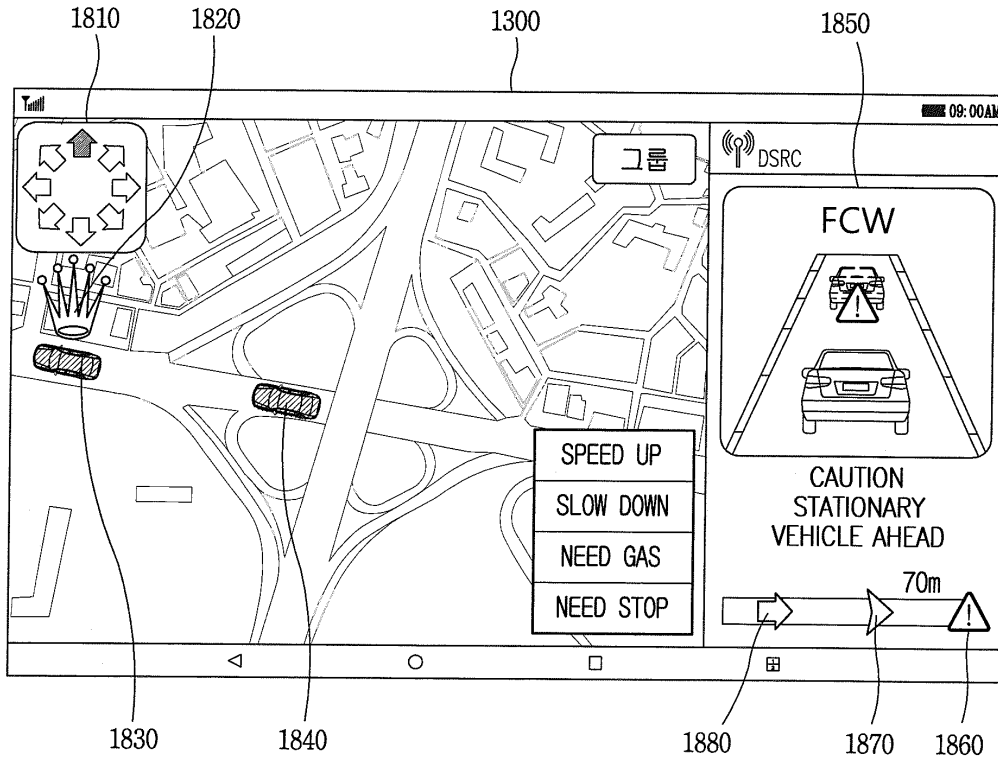 1810 1820 1300 1850
09:00AM
그룹
DSRC
FCW
SPEED UP
SLOW DOWN
NEED GAS
NEED STOP
CAUTION
STATIONARY
VEHICLE AHEAD
70m
1830 1840 1880 1870 1860